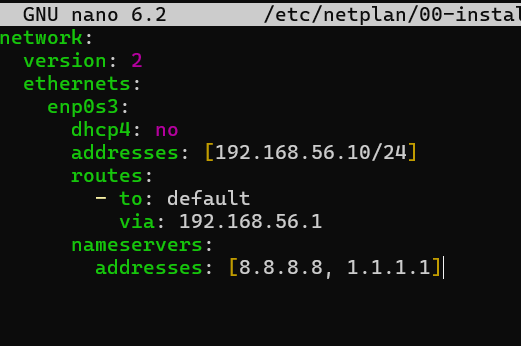 GNU nano 6.2 /etc/netplan/00-instal
network:
  version: 2
  ethernets:
    enp0s3:
      dhcp4: no
      addresses: [192.168.56.10/24]
      routes:
        - to: default
          via: 192.168.56.1
      nameservers:
        addresses: [8.8.8.8, 1.1.1.1]